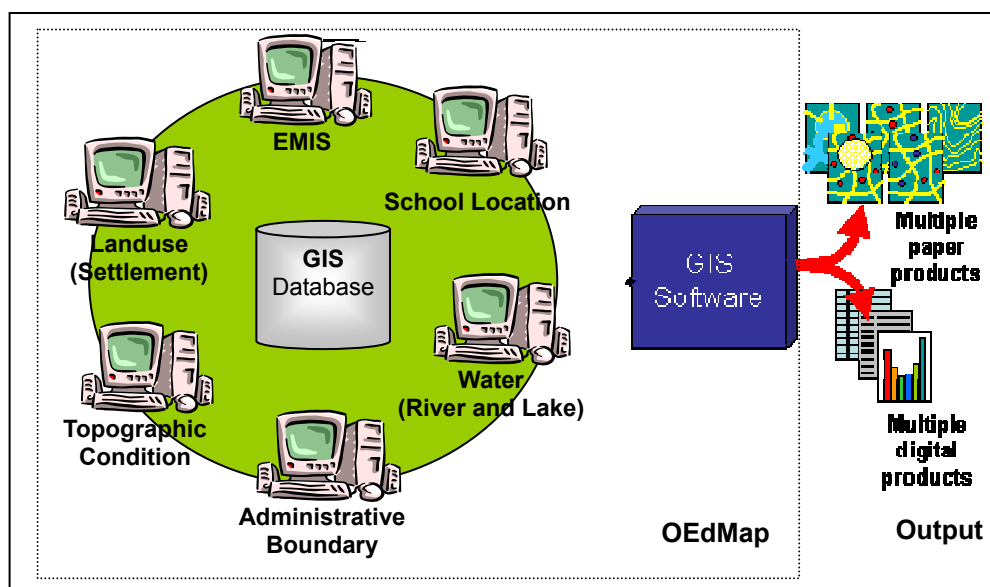 EMIS
School Location
Landuse
(Settlement)
GIS
Database
GIS
Software
Multiple
paper
products
Water
(River and Lake)
Topographic
Condition
Multiple
digital
products
Administrative
Boundary
OEdMap
Output